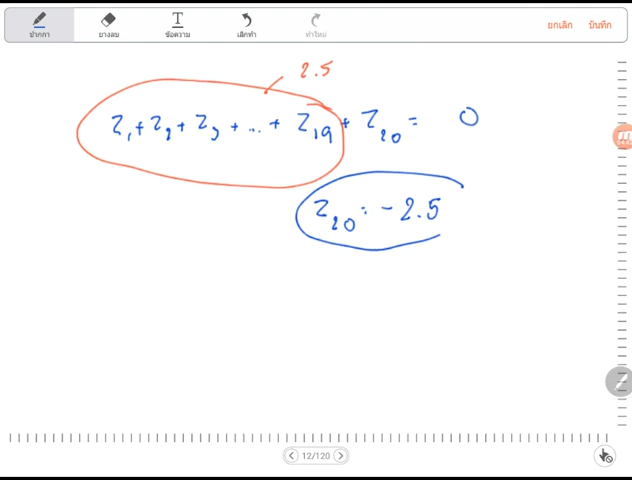 ปากกา ยางลบ ข้อความ เลิกทำ ทำใหม่ ยกเลิก บันทึก
2.5
Z₁ + Z₂ + Z₃ + ... + Z₁₉ + Z₂₀ = 0
Z₂₀ = -2.5
12/120